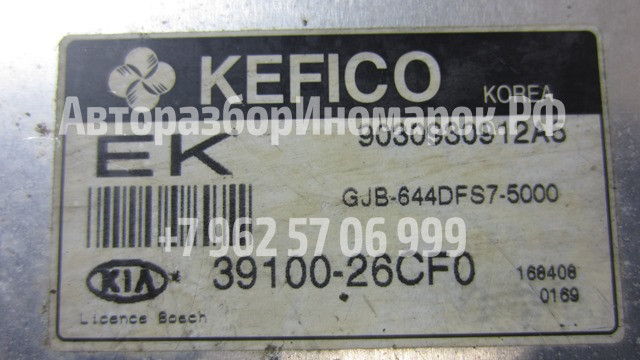 KEFICO
KOREA
АвторазборИномарок.РФ
EK
9030930912A3
GJB-644DFS7-5000
+7 962 57 06 999
KIA
39100-26CF0
168408
0169
Licence Bosch